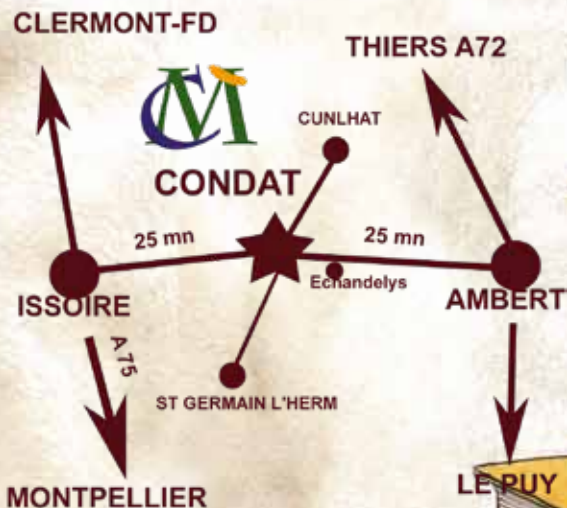 CLERMONT-FD
THIERS A72
CM
CUNLHAT
CONDAT
25 mn
25 mn
Echandelys
ISSOIRE
AMBERT
A 75
ST GERMAIN L'HERM
LE PUY
MONTPELLIER